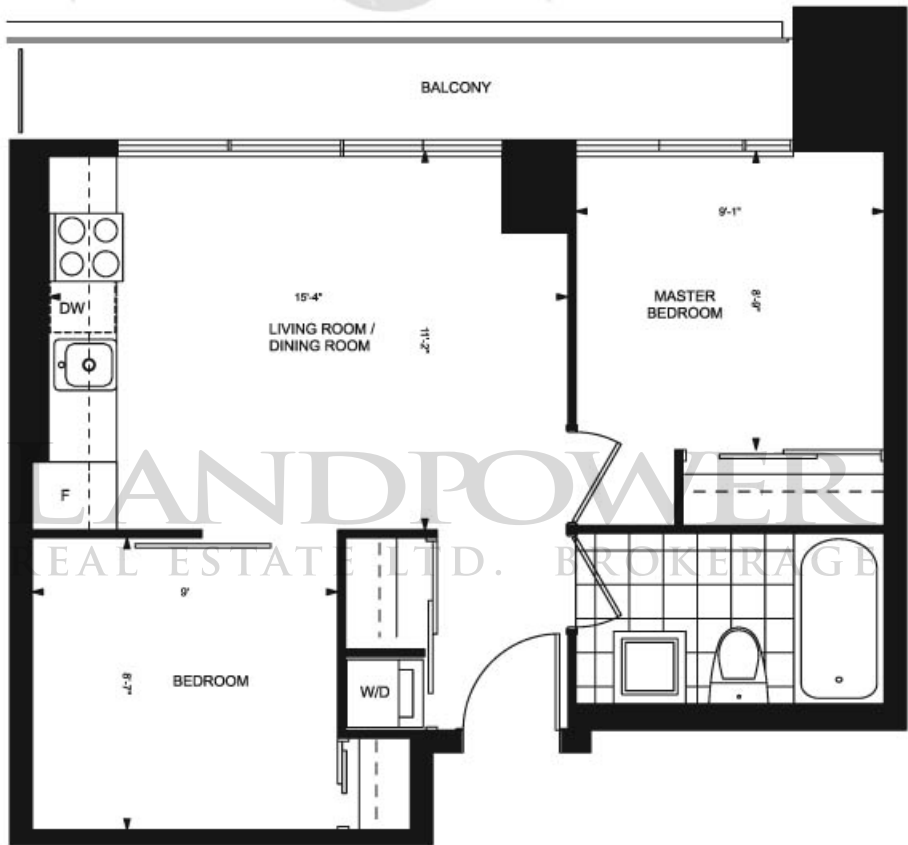 BALCONY
9'-1"
MASTER
BEDROOM
8'-9"
15'-4"
LIVING ROOM /
DINING ROOM
11'-2"
DW
F
LANDPOWER
REAL ESTATE LTD. BROKERAGE
9'
8'-7"
BEDROOM
W/D